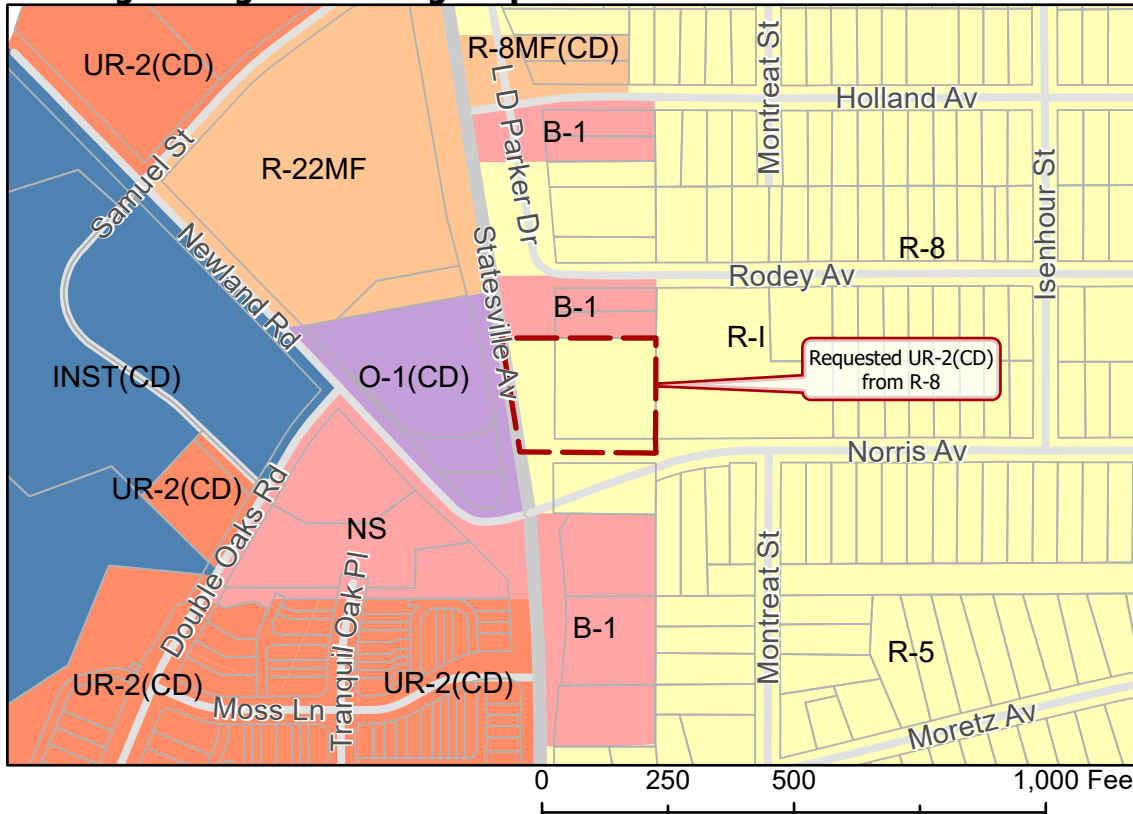 UR-2(CD)
R-8MF(CD)
L D Parker Dr
Montreat St
Holland Av
B-1
R-22MF
Samuel St
Newland Rd
Statesville Av
R-8
Isenhour St
Rodey Av
B-1
R-I
Requested UR-2(CD)
from R-8
INST(CD)
O-1(CD)
Norris Av
UR-2(CD)
Double Oaks Rd
NS
Tranquil Oak Pl
B-1
Montreat St
R-5
UR-2(CD)
UR-2(CD)
Moss Ln
Moretz Av
0 250 500 1,000 Fee